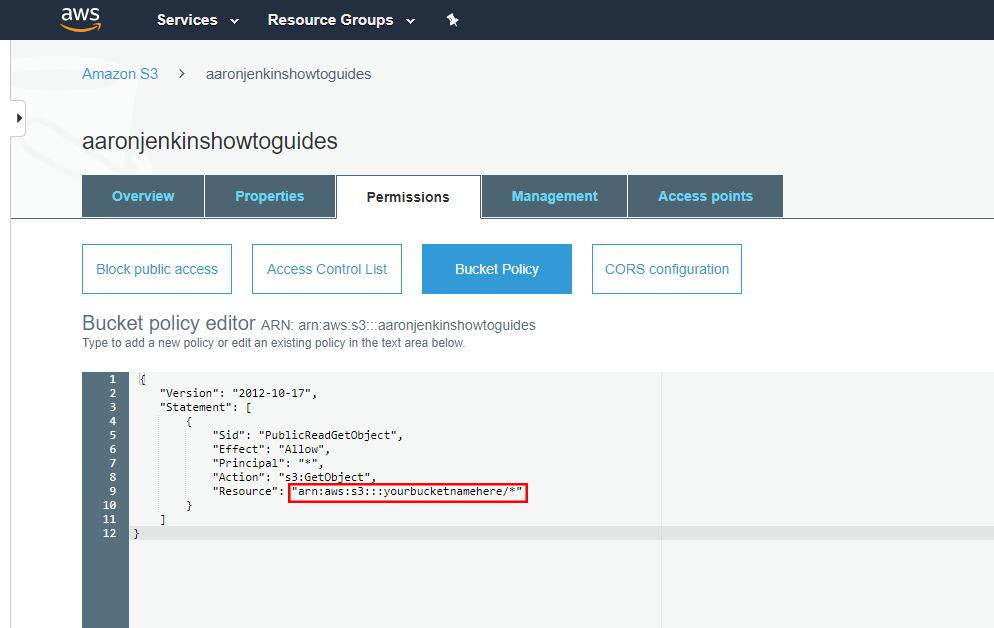 aws Services Resource Groups
Amazon S3 > aaronjenkinshowtoguides
aaronjenkinshowtoguides
Overview Properties Permissions Management Access points
Block public access Access Control List Bucket Policy CORS configuration
Bucket policy editor ARN: arn:aws:s3:::aaronjenkinshowtoguides
Type to add a new policy or edit an existing policy in the text area below.
1 {
2 "Version": "2012-10-17",
3 "Statement": [
4 {
5 "Sid": "PublicReadGetObject",
6 "Effect": "Allow",
7 "Principal": "*",
8 "Action": "s3:GetObject",
9 "Resource": "arn:aws:s3:::yourbucketnamehere/*"
10 }
11 ]
12 }